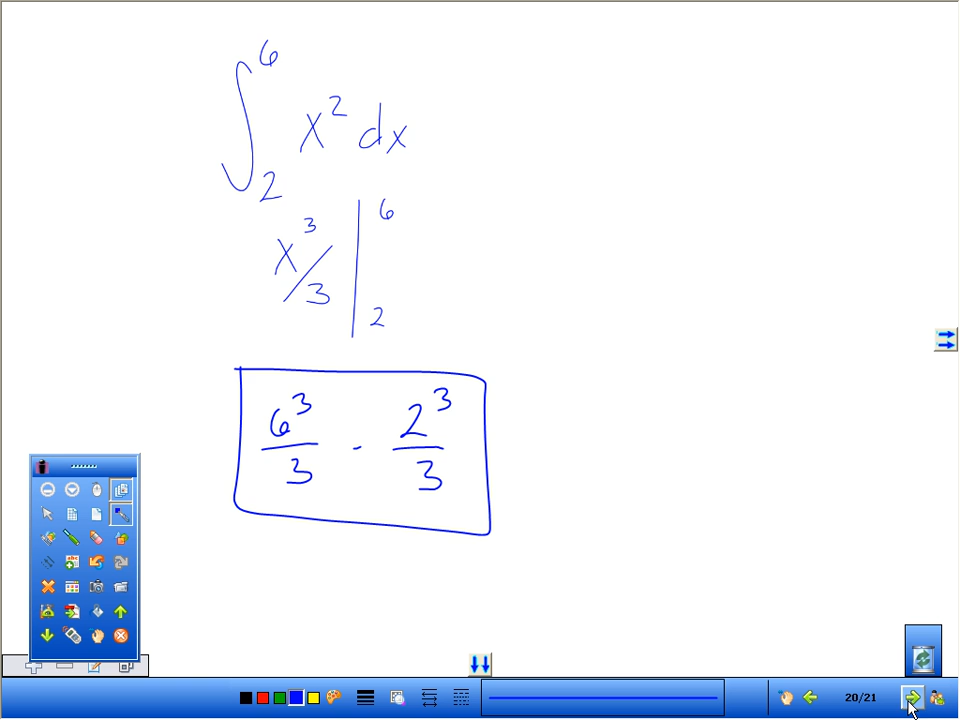 ∫₂⁶ x² dx
x³/3 |₂⁶
6³/3 - 2³/3
20/21